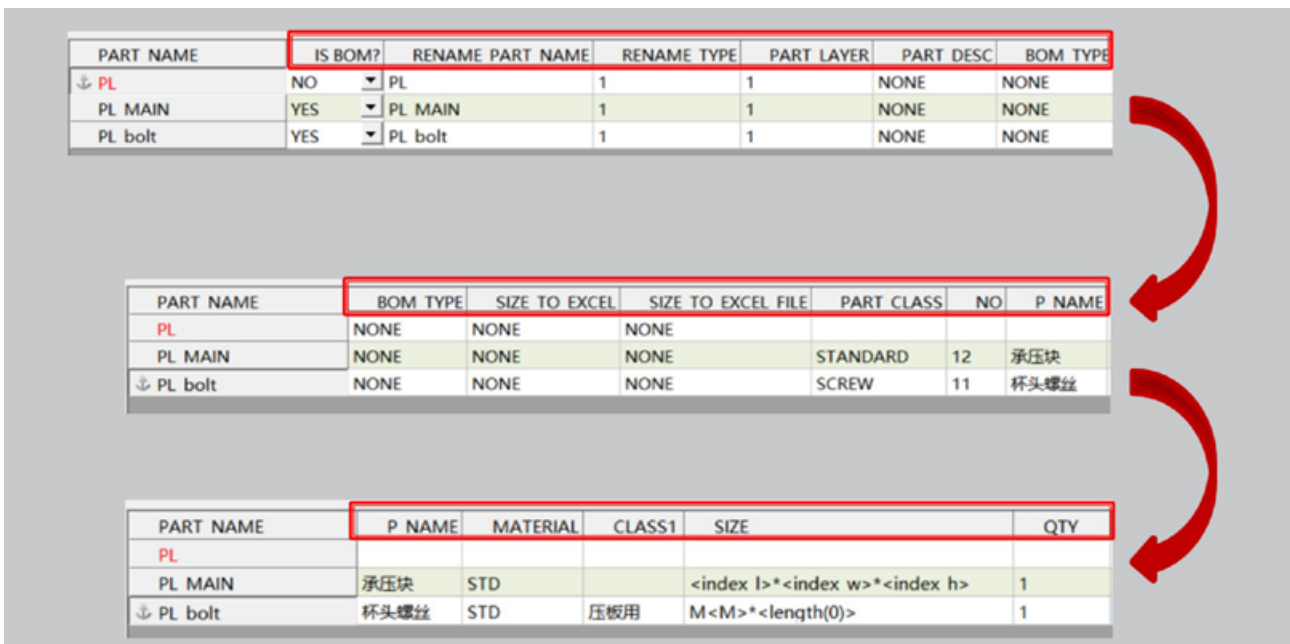 PART NAME IS BOM? RENAME PART NAME RENAME TYPE PART LAYER PART DESC BOM TYPE
PL NO PL 1 1 NONE NONE
PL MAIN YES PL MAIN 1 1 NONE NONE
PL bolt YES PL bolt 1 1 NONE NONE
PART NAME BOM TYPE SIZE TO EXCEL SIZE TO EXCEL FILE PART CLASS NO P NAME
PL NONE NONE NONE
PL MAIN NONE NONE NONE STANDARD 12 承压块
PL bolt NONE NONE NONE SCREW 11 杯头螺丝
PART NAME P NAME MATERIAL CLASS1 SIZE QTY
PL
PL MAIN 承压块 STD <index l>*<index w>*<index h> 1
PL bolt 杯头螺丝 STD 压板用 M<M>*<length(0)> 1